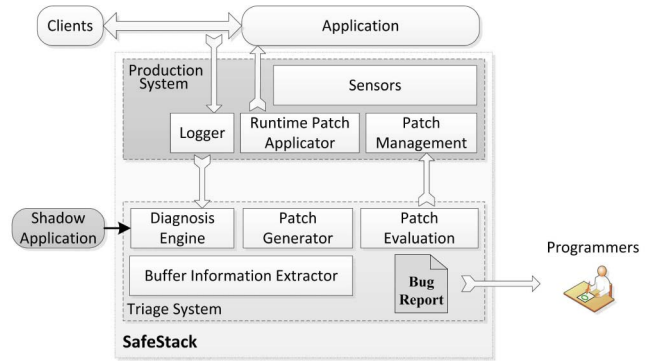 Clients
Application
Production
System
Sensors
Logger
Runtime Patch
Applicator
Patch
Management
Shadow
Application
Diagnosis
Engine
Patch
Generator
Patch
Evaluation
Programmers
Buffer Information Extractor
Bug
Report
Triage System
SafeStack